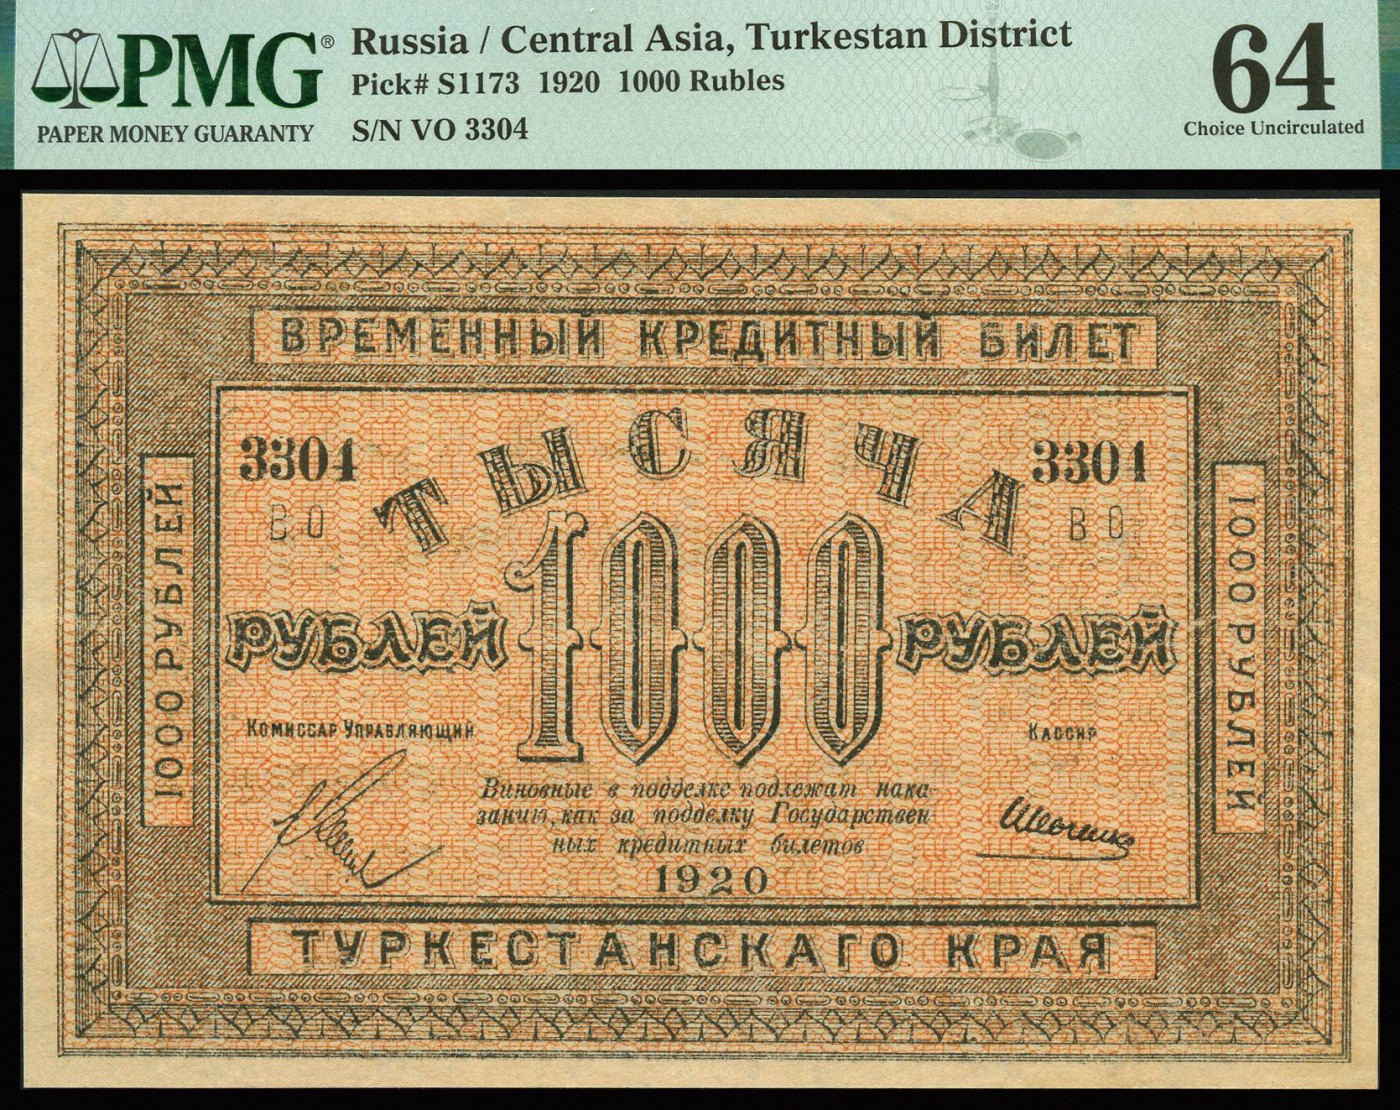 PMG® Russia / Central Asia, Turkestan District
Pick# S1173 1920 1000 Rubles
PAPER MONEY GUARANTY S/N VO 3304
64
Choice Uncirculated
ВРЕМЕННЫЙ КРЕДИТНЫЙ БИЛЕТ
3304 3304
ВО ВО
ТЫСЯЧА
РУБЛЕЙ 1000 РУБЛЕЙ
1000 РУБЛЕЙ
1000 РУБЛЕЙ
КОМИССАР УПРАВЛЯЮЩИЙ КАССИР
Виновные в подделке подлежат нака-
занию, как за подделку Государствен
ных кредитных билетов
1920
ТУРКЕСТАНСКАГО КРАЯ